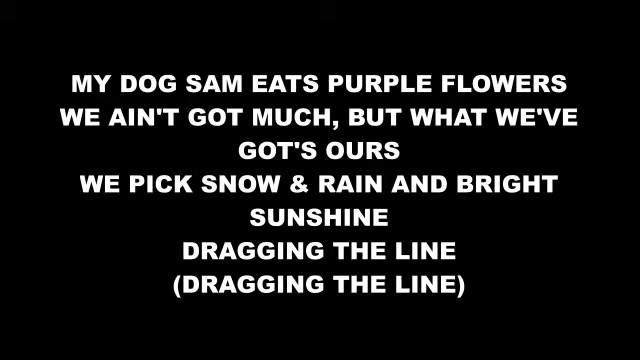 MY DOG SAM EATS PURPLE FLOWERS
WE AIN'T GOT MUCH, BUT WHAT WE'VE
GOT'S OURS
WE PICK SNOW & RAIN AND BRIGHT
SUNSHINE
DRAGGING THE LINE
(DRAGGING THE LINE)